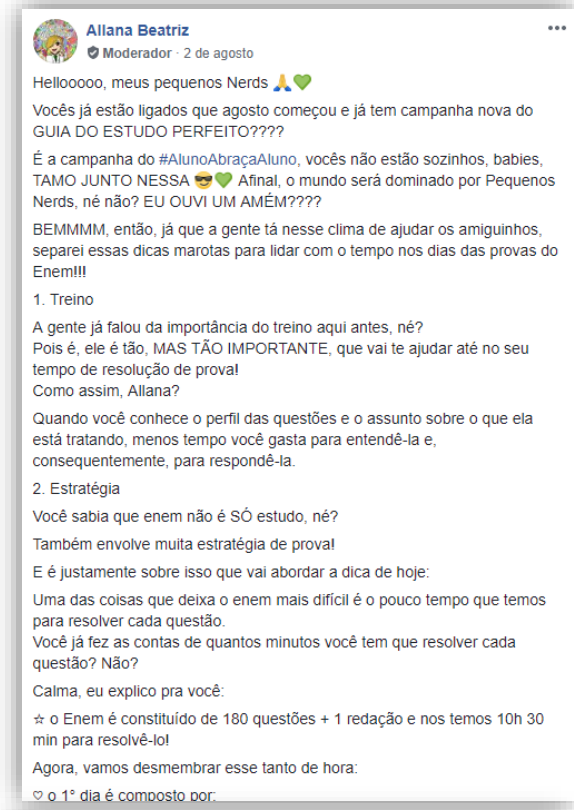 Allana Beatriz
Moderador · 2 de agosto
Hellooooo, meus pequenos Nerds 🙏💚
Vocês já estão ligados que agosto começou e já tem campanha nova do
GUIA DO ESTUDO PERFEITO????
É a campanha do #AlunoAbraçaAluno, vocês não estão sozinhos, babies,
TAMO JUNTO NESSA 😎💚 Afinal, o mundo será dominado por Pequenos
Nerds, né não? EU OUVI UM AMÉM????
BEMMMM, então, já que a gente tá nesse clima de ajudar os amiguinhos,
separei essas dicas marotas para lidar com o tempo nos dias das provas do
Enem!!!
1. Treino
A gente já falou da importância do treino aqui antes, né?
Pois é, ele é tão, MAS TÃO IMPORTANTE, que vai te ajudar até no seu
tempo de resolução de prova!
Como assim, Allana?
Quando você conhece o perfil das questões e o assunto sobre o que ela
está tratando, menos tempo você gasta para entendê-la e,
consequentemente, para respondê-la.
2. Estratégia
Você sabia que enem não é SÓ estudo, né?
Também envolve muita estratégia de prova!
E é justamente sobre isso que vai abordar a dica de hoje:
Uma das coisas que deixa o enem mais difícil é o pouco tempo que temos
para resolver cada questão.
Você já fez as contas de quantos minutos você tem que resolver cada
questão? Não?
Calma, eu explico pra você:
☆ o Enem é constituído de 180 questões + 1 redação e nos temos 10h 30
min para resolvê-lo!
Agora, vamos desmembrar esse tanto de hora:
♡ o 1° dia é composto por: